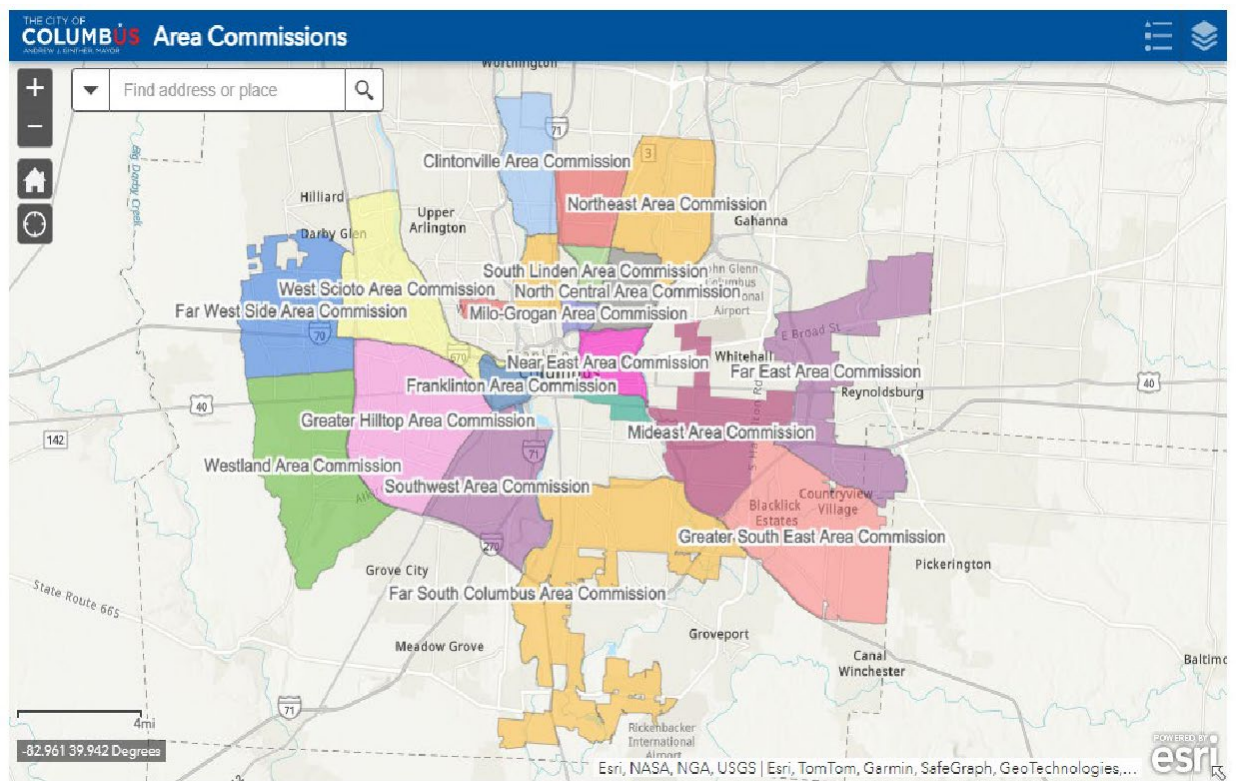 THE CITY OF
COLUMBUS
ANDREW J. GINTHER, MAYOR
Area Commissions
Find address or place
Worthington
71
Clintonville Area Commission
3
Northeast Area Commission
Hilliard
Upper
Arlington
Gahanna
Darby Glen
Big Darby Creek
South Linden Area Commission
West Scioto Area Commission
North Central Area Commission
Airport
Far West Side Area Commission
Milo-Grogan Area Commission
E Broad St
70
670
Near East Area Commission
Whitehall
Far East Area Commission
Franklinton Area Commission
Reynoldsburg
40
40
142
Greater Hilltop Area Commission
Mideast Area Commission
71
Westland Area Commission
Southwest Area Commission
Countryview
Village
Blacklick
Estates
Greater South East Area Commission
270
Grove City
Pickerington
Far South Columbus Area Commission
State Route 665
Meadow Grove
Groveport
Canal
Winchester
71
4mi
Rickenbacker
International
Airport
-82.961 39.942 Degrees
Esri, NASA, NGA, USGS | Esri, TomTom, Garmin, SafeGraph, GeoTechnologies,...
POWERED BY
esri